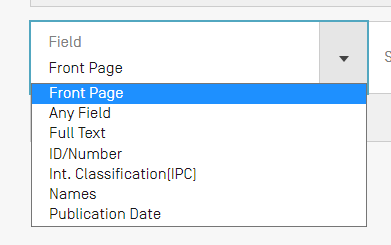 Field
Front Page
Front Page
Any Field
Full Text
ID/Number
Int. Classification(IPC)
Names
Publication Date